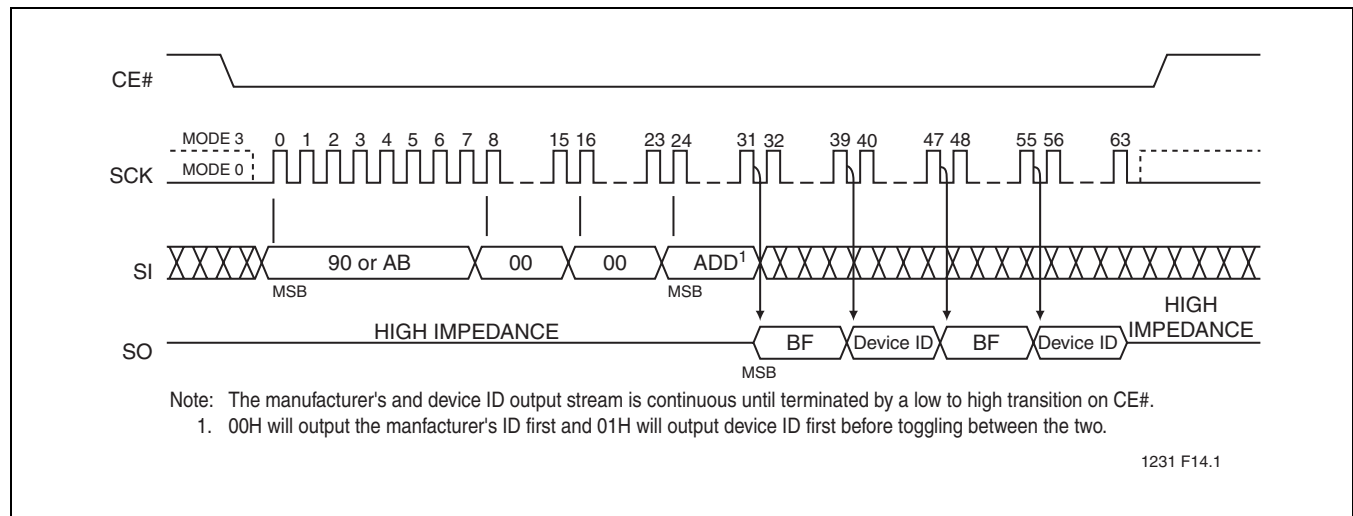 CE#
MODE 3
MODE 0
SCK
0 1 2 3 4 5 6 7 8 15 16 23 24 31 32 39 40 47 48 55 56 63
SI
90 or AB 00 00 ADD1
MSB MSB
HIGH IMPEDANCE
HIGH IMPEDANCE
SO
BF Device ID BF Device ID
MSB
Note: The manufacturer's and device ID output stream is continuous until terminated by a low to high transition on CE#.
1. 00H will output the manfacturer's ID first and 01H will output device ID first before toggling between the two.
1231 F14.1